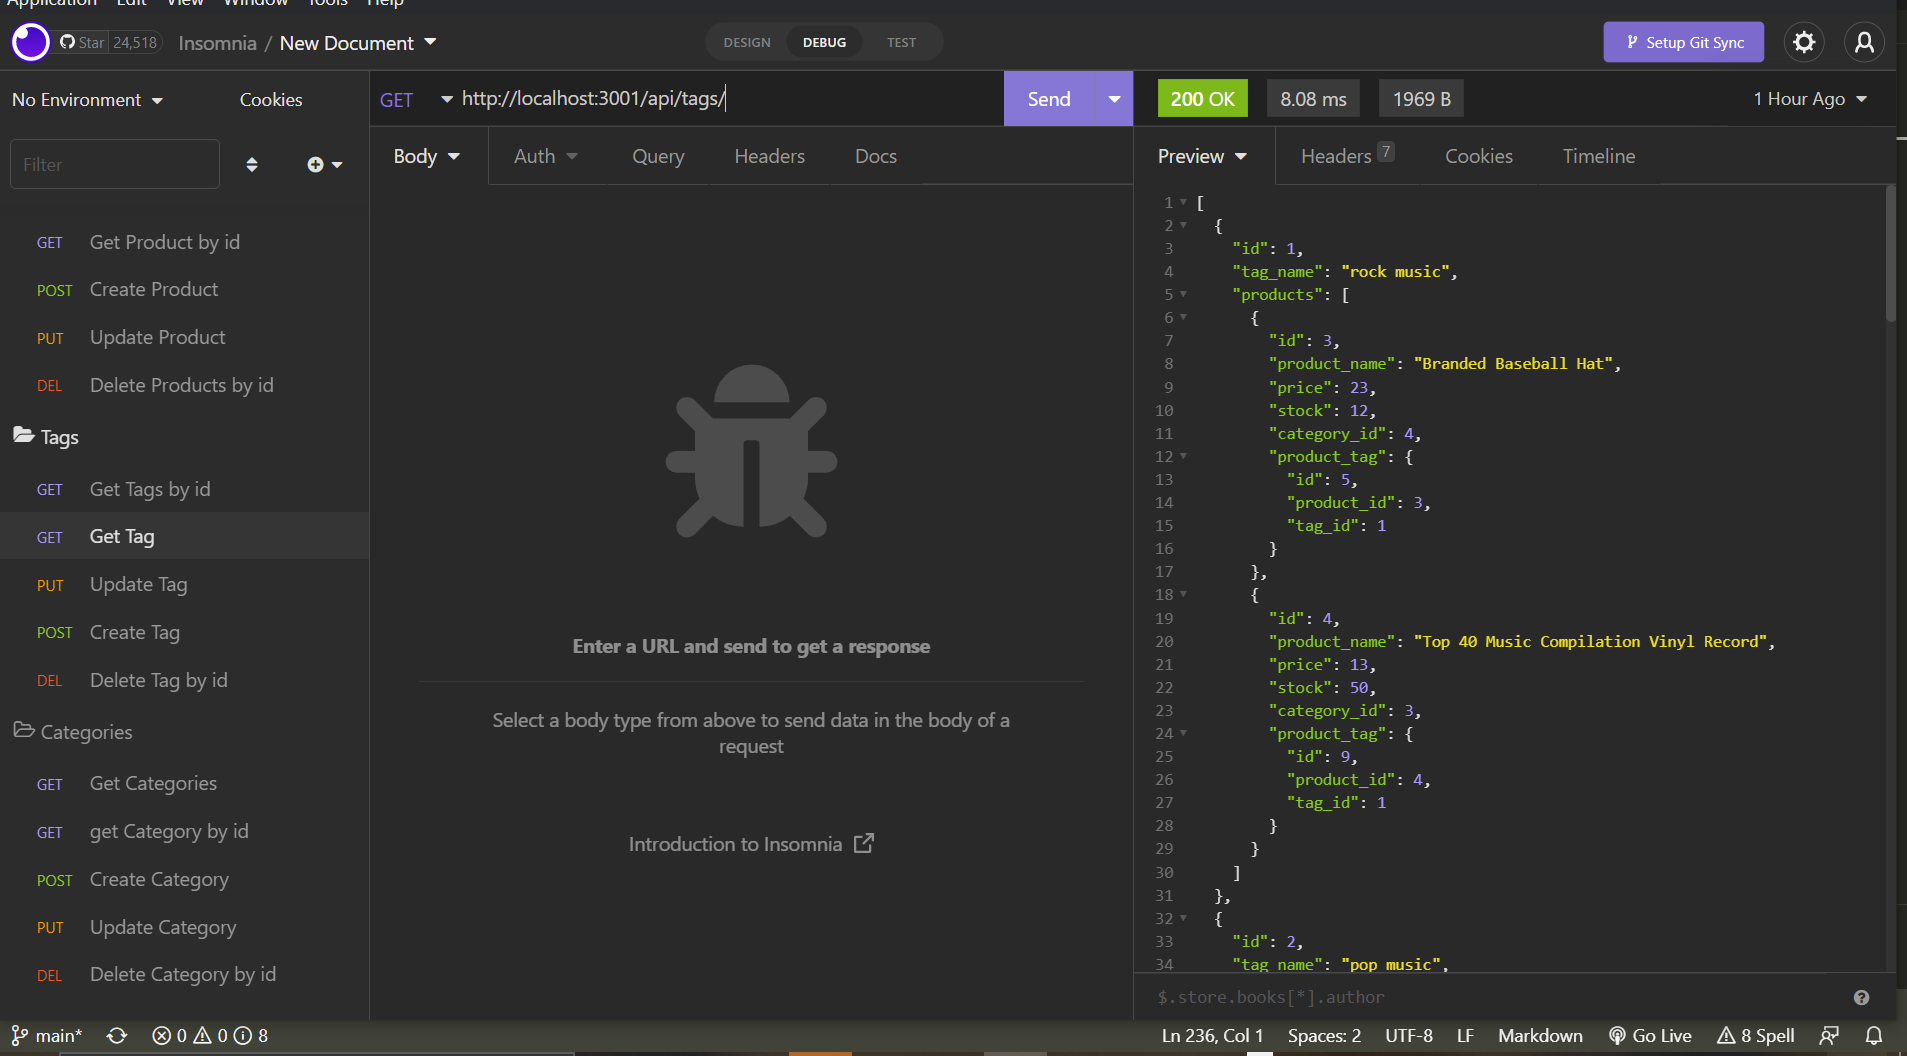 Application Edit View Window Tools Help
Star 24,518 Insomnia / New Document DESIGN DEBUG TEST Setup Git Sync
No Environment Cookies
Filter
GET Get Product by id
POST Create Product
PUT Update Product
DEL Delete Products by id
Tags
GET Get Tags by id
GET Get Tag
PUT Update Tag
POST Create Tag
DEL Delete Tag by id
Categories
GET Get Categories
GET get Category by id
POST Create Category
PUT Update Category
DEL Delete Category by id
GET http://localhost:3001/api/tags/ Send
Body Auth Query Headers Docs
Enter a URL and send to get a response
Select a body type from above to send data in the body of a
request
Introduction to Insomnia
200 OK 8.08 ms 1969 B 1 Hour Ago
Preview Headers 7 Cookies Timeline
1 [
2 {
3 "id": 1,
4 "tag_name": "rock music",
5 "products": [
6 {
7 "id": 3,
8 "product_name": "Branded Baseball Hat",
9 "price": 23,
10 "stock": 12,
11 "category_id": 4,
12 "product_tag": {
13 "id": 5,
14 "product_id": 3,
15 "tag_id": 1
16 }
17 },
18 {
19 "id": 4,
20 "product_name": "Top 40 Music Compilation Vinyl Record",
21 "price": 13,
22 "stock": 50,
23 "category_id": 3,
24 "product_tag": {
25 "id": 9,
26 "product_id": 4,
27 "tag_id": 1
28 }
29 }
30 ]
31 },
32 {
33 "id": 2,
34 "tag_name": "pop music",
$.store.books[*].author
main* 0 0 8 Ln 236, Col 1 Spaces: 2 UTF-8 LF Markdown Go Live 8 Spell